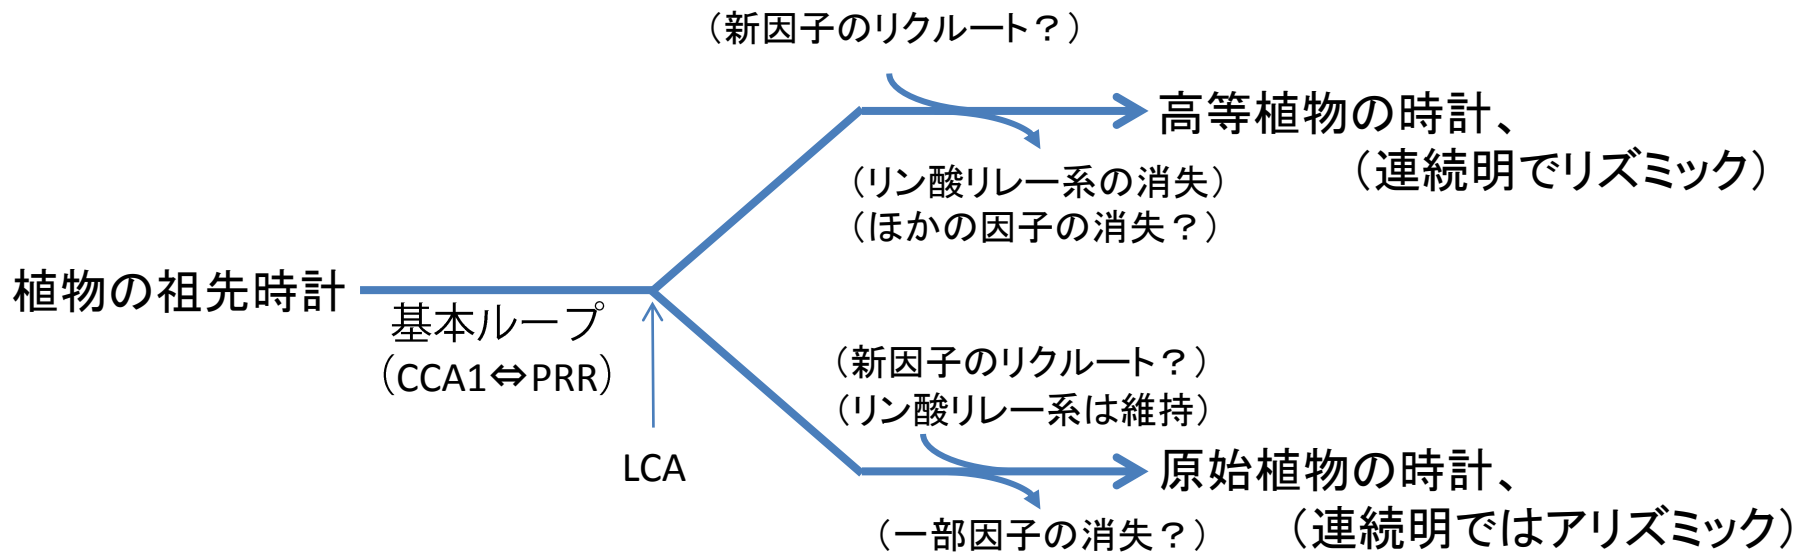 （新因子のリクルート？）
高等植物の時計、
（連続明でリズミック）
（リン酸リレー系の消失）
（ほかの因子の消失？）
植物の祖先時計
基本ループ
（CCA1⇔PRR）
LCA
（新因子のリクルート？）
（リン酸リレー系は維持）
原始植物の時計、
（連続明ではアリズミック）
（一部因子の消失？）